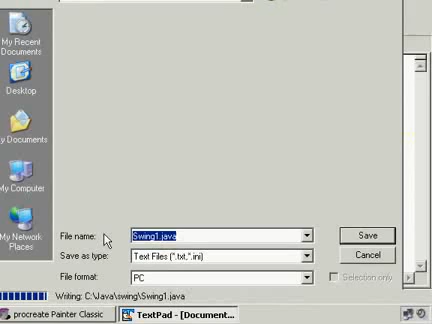 My Recent
Documents
Desktop
y Documents
My Computer
My Network
Places
File name:
Swing1.java
Save
Save as type:
Text Files (*.txt,*.ini)
Cancel
File format:
PC
Selection only
Writing: C:\Java\swing\Swing1.java
procreate Painter Classic
TextPad - [Document...